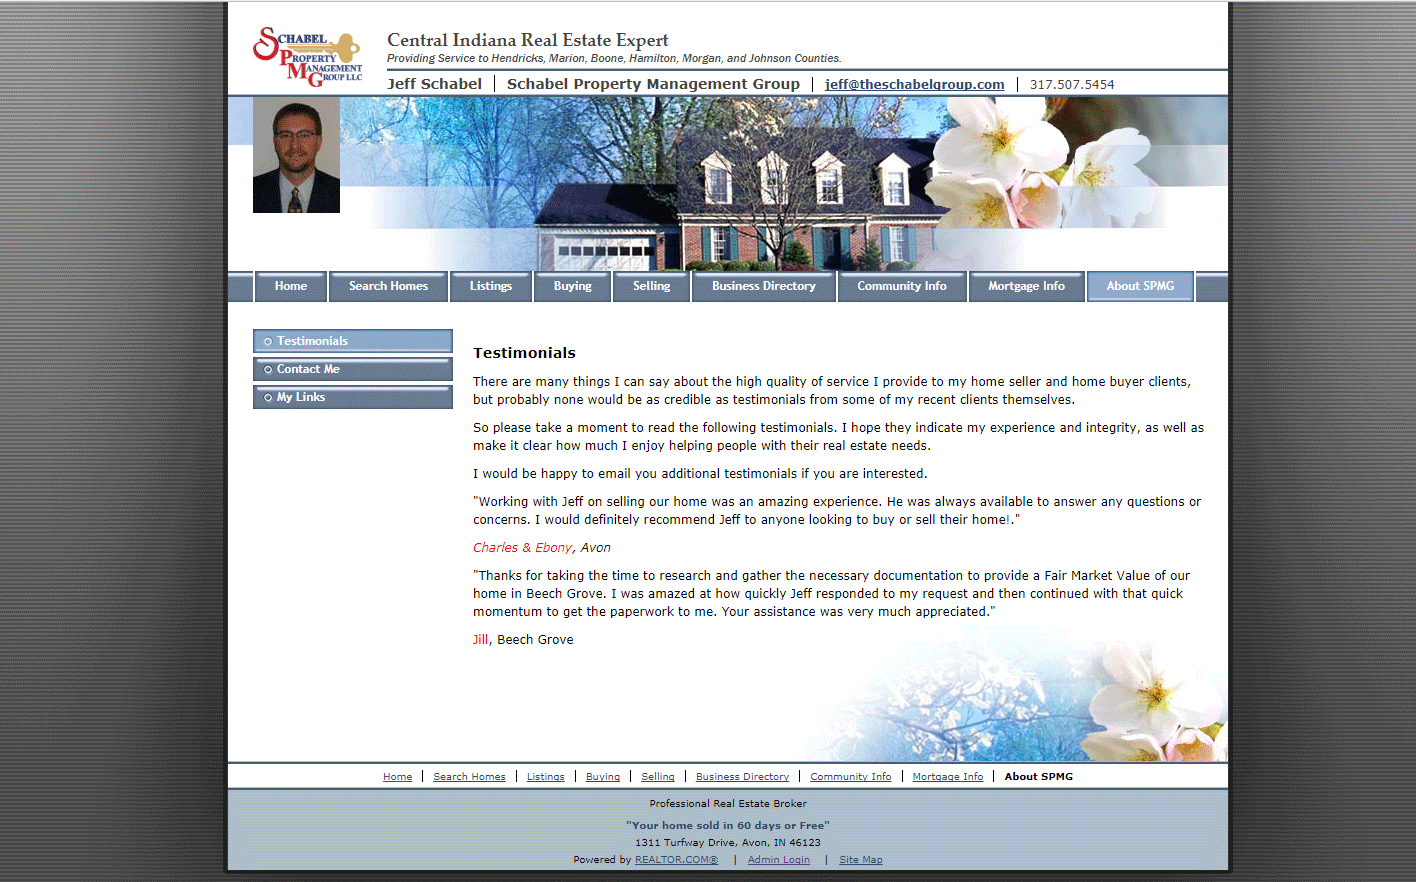 SCHABEL
PROPERTY
MANAGEMENT
GROUP LLC
Central Indiana Real Estate Expert
Providing Service to Hendricks, Marion, Boone, Hamilton, Morgan, and Johnson Counties.
Jeff Schabel | Schabel Property Management Group | jeff@theschabelgroup.com | 317.507.5454
Home Search Homes Listings Buying Selling Business Directory Community Info Mortgage Info About SPMG
Testimonials
Contact Me
My Links
Testimonials
There are many things I can say about the high quality of service I provide to my home seller and home buyer clients,
but probably none would be as credible as testimonials from some of my recent clients themselves.
So please take a moment to read the following testimonials. I hope they indicate my experience and integrity, as well as
make it clear how much I enjoy helping people with their real estate needs.
I would be happy to email you additional testimonials if you are interested.
"Working with Jeff on selling our home was an amazing experience. He was always available to answer any questions or
concerns. I would definitely recommend Jeff to anyone looking to buy or sell their home!."
Charles & Ebony, Avon
"Thanks for taking the time to research and gather the necessary documentation to provide a Fair Market Value of our
home in Beech Grove. I was amazed at how quickly Jeff responded to my request and then continued with that quick
momentum to get the paperwork to me. Your assistance was very much appreciated."
Jill, Beech Grove
Home | Search Homes | Listings | Buying | Selling | Business Directory | Community Info | Mortgage Info | About SPMG
Professional Real Estate Broker
"Your home sold in 60 days or Free"
1311 Turfway Drive, Avon, IN 46123
Powered by REALTOR.COM® | Admin Login | Site Map